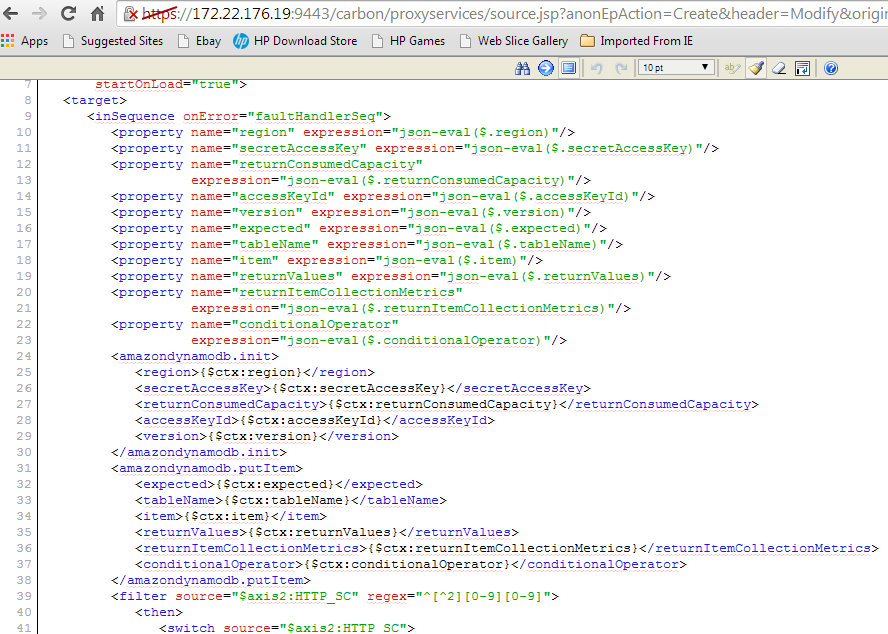 https://172.22.176.19:9443/carbon/proxyservices/source.jsp?anonEpAction=Create&header=Modify&origin
Apps Suggested Sites Ebay HP Download Store HP Games Web Slice Gallery Imported From IE
10 pt
7 startOnLoad="true">
8 <target>
9 <inSequence onError="faultHandlerSeq">
10 <property name="region" expression="json-eval($.region)"/>
11 <property name="secretAccessKey" expression="json-eval($.secretAccessKey)"/>
12 <property name="returnConsumedCapacity"
13 expression="json-eval($.returnConsumedCapacity)"/>
14 <property name="accessKeyId" expression="json-eval($.accessKeyId)"/>
15 <property name="version" expression="json-eval($.version)"/>
16 <property name="expected" expression="json-eval($.expected)"/>
17 <property name="tableName" expression="json-eval($.tableName)"/>
18 <property name="item" expression="json-eval($.item)"/>
19 <property name="returnValues" expression="json-eval($.returnValues)"/>
20 <property name="returnItemCollectionMetrics"
21 expression="json-eval($.returnItemCollectionMetrics)"/>
22 <property name="conditionalOperator"
23 expression="json-eval($.conditionalOperator)"/>
24 <amazondynamodb.init>
25 <region>{$ctx:region}</region>
26 <secretAccessKey>{$ctx:secretAccessKey}</secretAccessKey>
27 <returnConsumedCapacity>{$ctx:returnConsumedCapacity}</returnConsumedCapacity>
28 <accessKeyId>{$ctx:accessKeyId}</accessKeyId>
29 <version>{$ctx:version}</version>
30 </amazondynamodb.init>
31 <amazondynamodb.putItem>
32 <expected>{$ctx:expected}</expected>
33 <tableName>{$ctx:tableName}</tableName>
34 <item>{$ctx:item}</item>
35 <returnValues>{$ctx:returnValues}</returnValues>
36 <returnItemCollectionMetrics>{$ctx:returnItemCollectionMetrics}</returnItemCollectionMetrics>
37 <conditionalOperator>{$ctx:conditionalOperator}</conditionalOperator>
38 </amazondynamodb.putItem>
39 <filter source="$axis2:HTTP_SC" regex="^[^2][0-9][0-9]">
40 <then>
41 <switch source="$axis2:HTTP_SC">